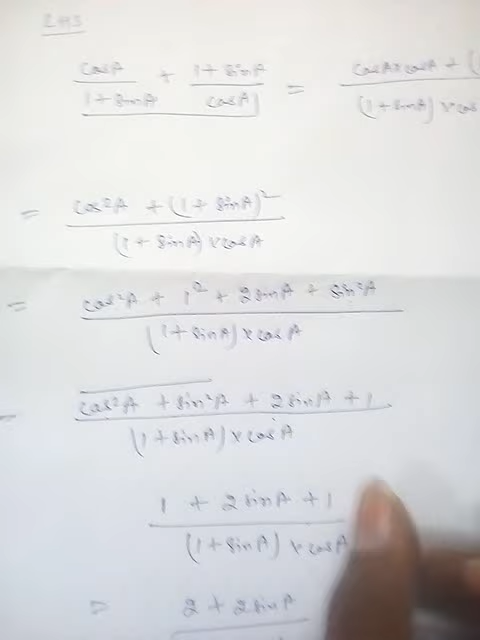 LHS
cosA/1+sinA + 1+sinA/cosA = cosA×cosA + (/(1+sinA)×cos
= cos²A + (1+sinA)²/(1+sinA)×cosA
= cos²A + 1² + 2sinA + sin²A/(1+sinA)×cosA
= cos²A + sin²A + 2sinA + 1/(1+sinA)×cosA
1 + 2sinA + 1/(1+sinA)×cosA
= 2 + 2sinA